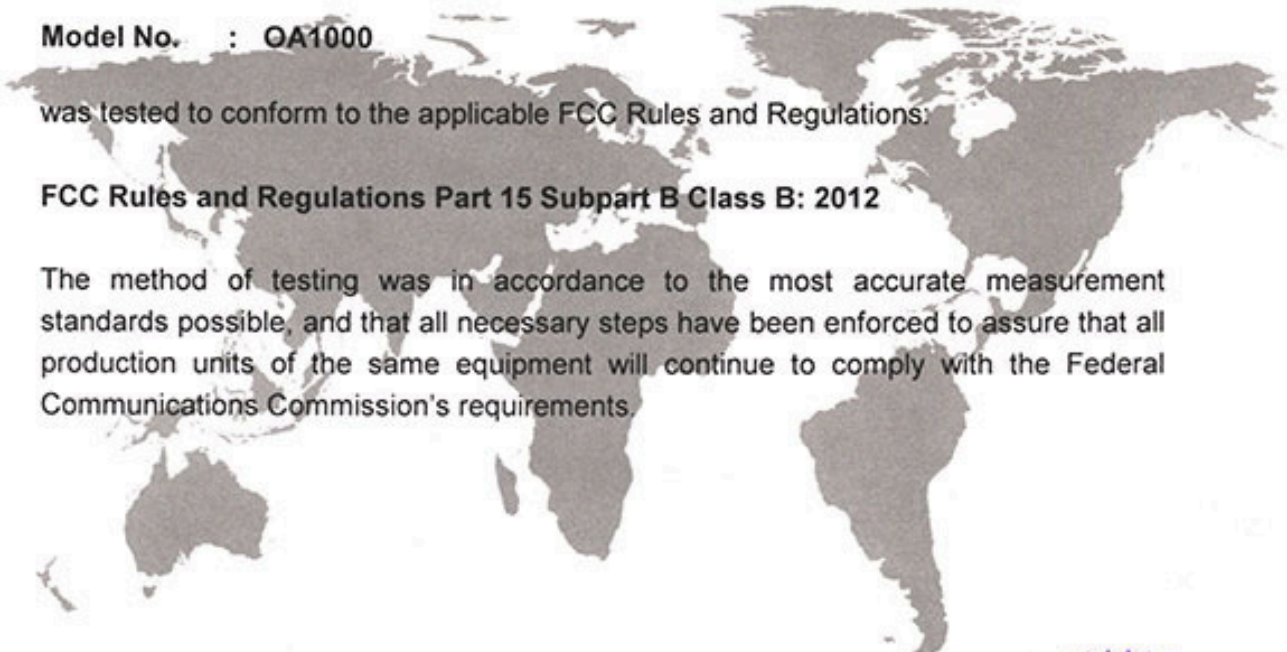 Model No. : OA1000
was tested to conform to the applicable FCC Rules and Regulations:
FCC Rules and Regulations Part 15 Subpart B Class B: 2012
The method of testing was in accordance to the most accurate measurement
standards possible, and that all necessary steps have been enforced to assure that all
production units of the same equipment will continue to comply with the Federal
Communications Commission's requirements.